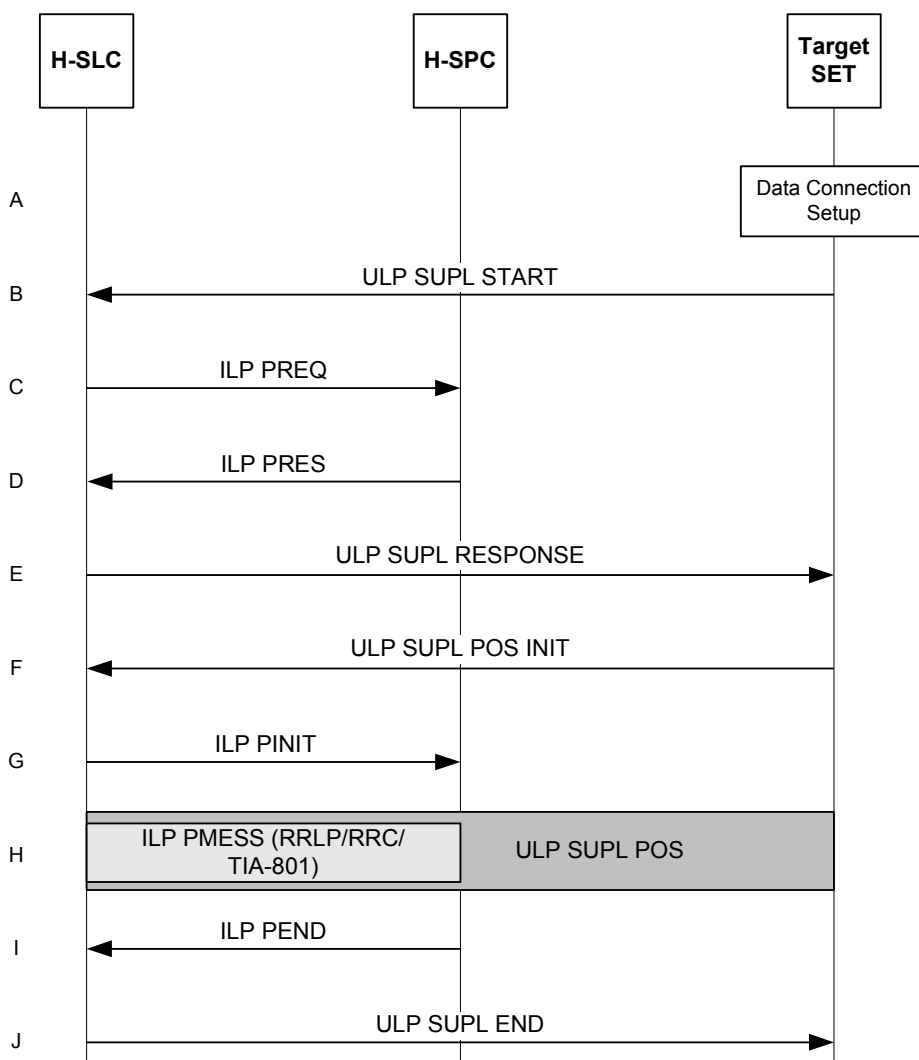 H-SLC
H-SPC
Target
SET
A
Data Connection
Setup
B
ULP SUPL START
C
ILP PREQ
D
ILP PRES
E
ULP SUPL RESPONSE
F
ULP SUPL POS INIT
G
ILP PINIT
H
ILP PMESS (RRLP/RRC/
TIA-801)
ULP SUPL POS
I
ILP PEND
J
ULP SUPL END